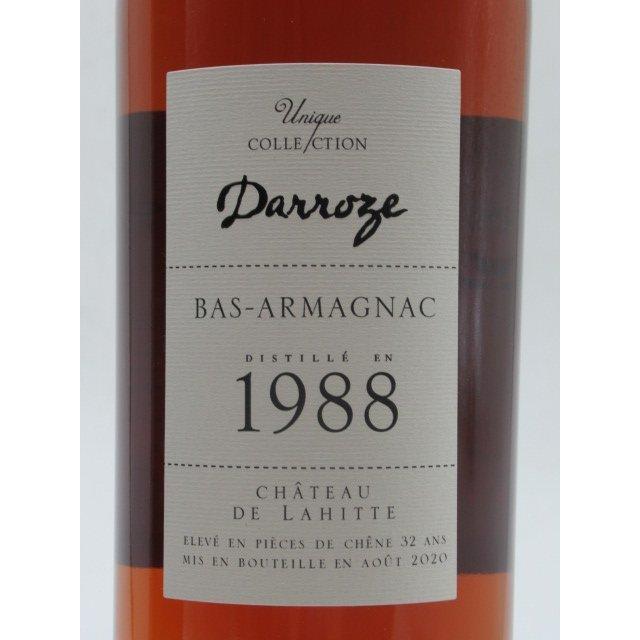 Unique
COLLECTION
Darroze
BAS-ARMAGNAC
DISTILLÉ EN
1988
CHÂTEAU
DE LAHITTE
ELEVÉ EN PIÈCES DE CHÊNE 32 ANS
MIS EN BOUTEILLE EN AOÛT 2020